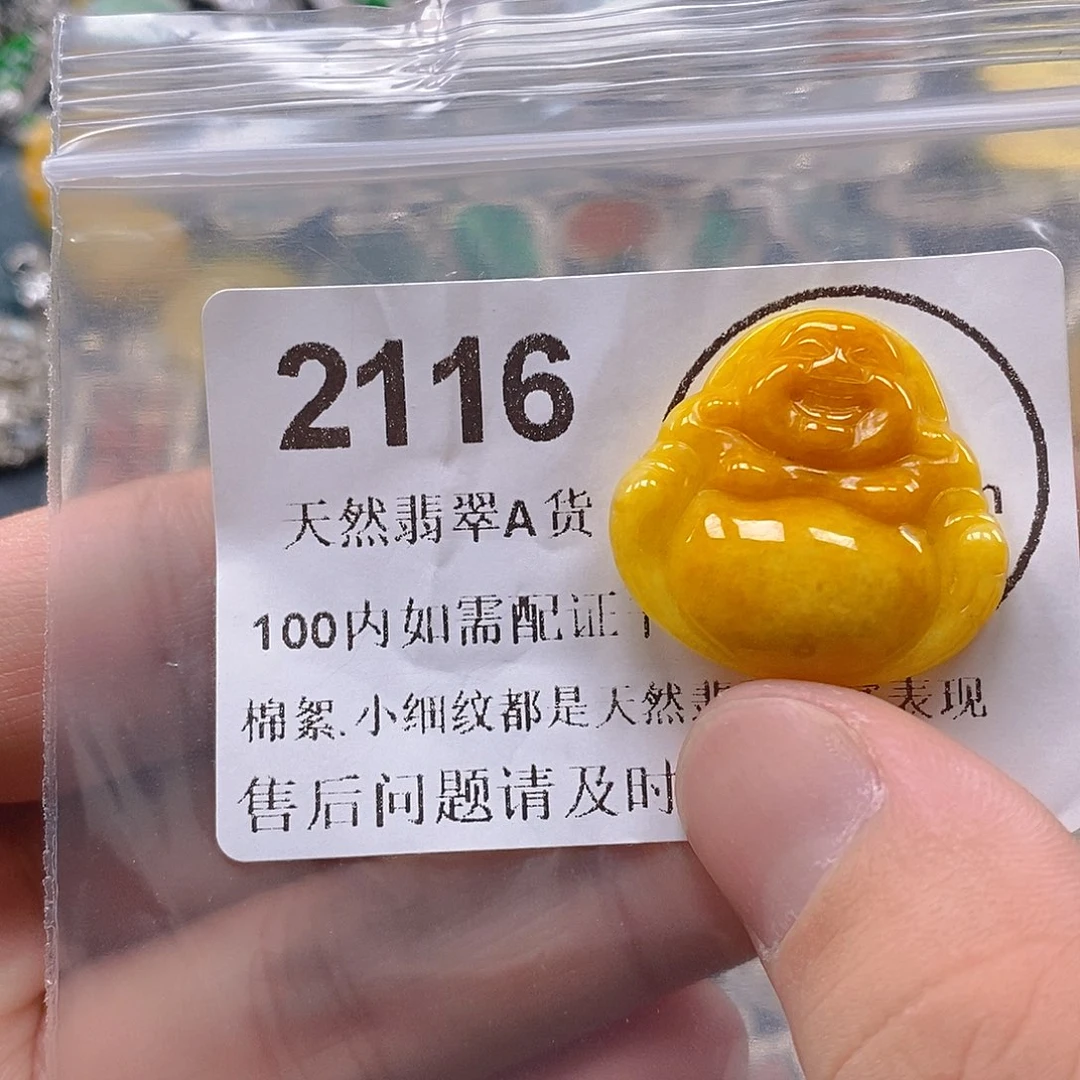 2116
天然翡翠A货
100内如需配证
棉絮.小细纹都是天然 表现
售后问题请及时